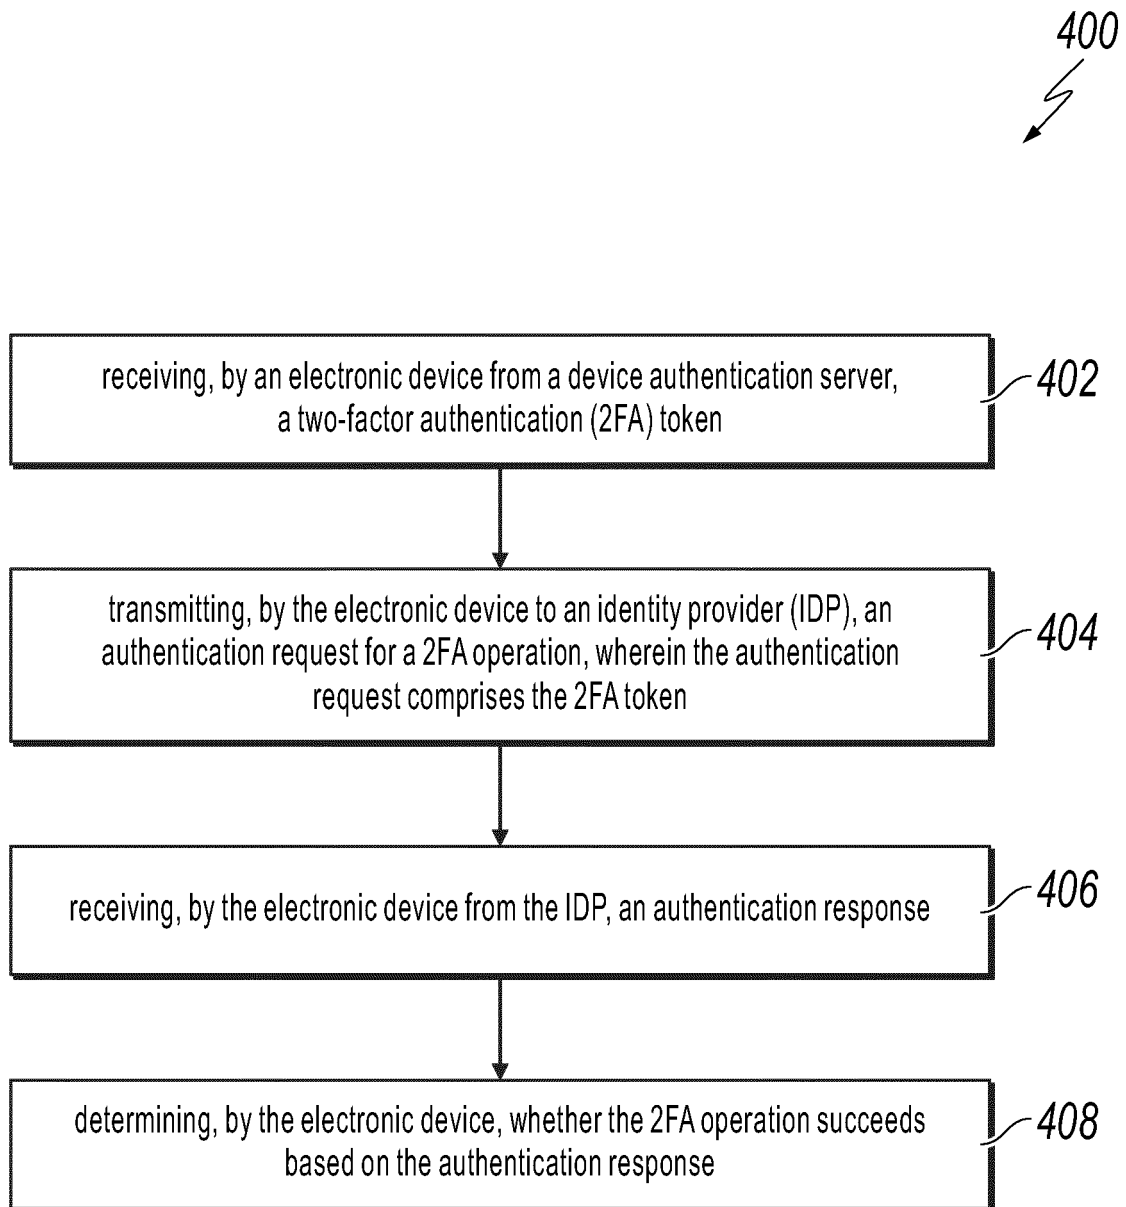 400
receiving, by an electronic device from a device authentication server,
a two-factor authentication (2FA) token
402
transmitting, by the electronic device to an identity provider (IDP), an
authentication request for a 2FA operation, wherein the authentication
request comprises the 2FA token
404
receiving, by the electronic device from the IDP, an authentication response
406
determining, by the electronic device, whether the 2FA operation succeeds
based on the authentication response
408